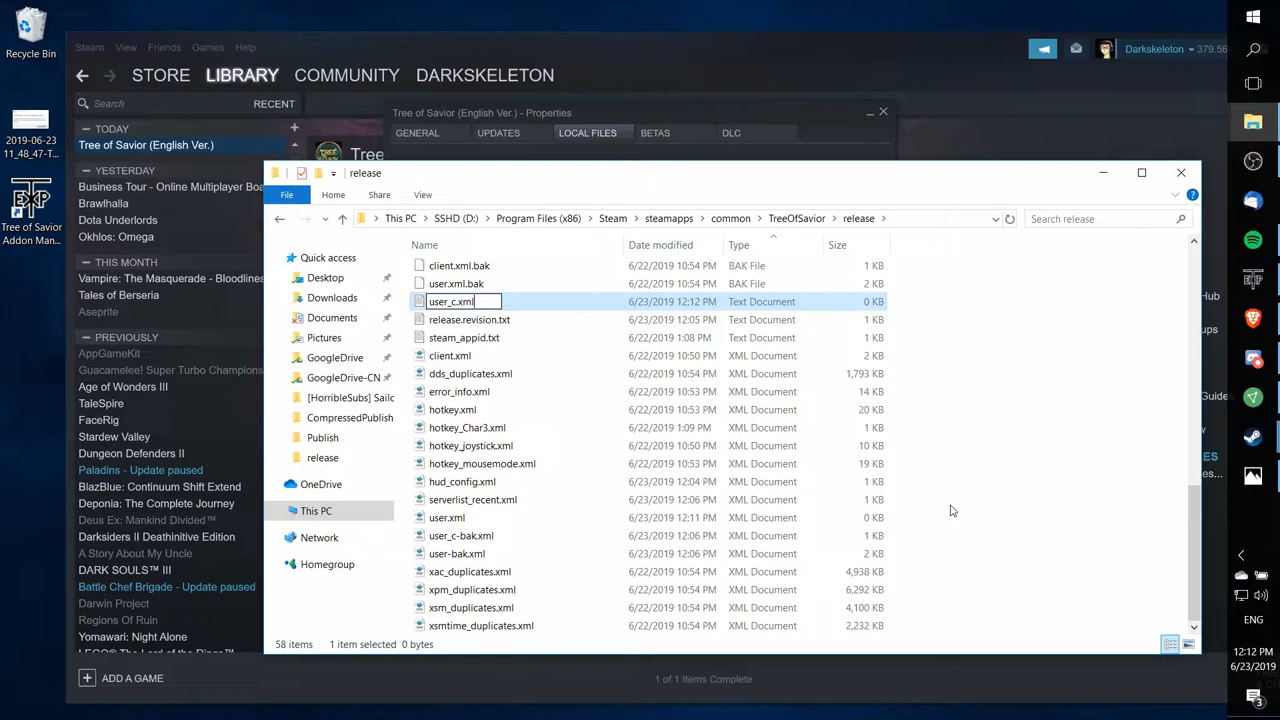 Recycle Bin
2019-06-23
11_48_47-T...
Tree of Savior
Addon Man...
Steam View Friends Games Help
Darkskeleton 379.56
STORE LIBRARY COMMUNITY DARKSKELETON
Search RECENT
TODAY
Tree of Savior (English Ver.)
YESTERDAY
Business Tour - Online Multiplayer Boa
Brawlhalla
Dota Underlords
Okhlos: Omega
THIS MONTH
Vampire: The Masquerade - Bloodlines
Tales of Berseria
Aseprite
PREVIOUSLY
AppGameKit
Guacamelee! Super Turbo Champions
Age of Wonders III
TaleSpire
FaceRig
Stardew Valley
Dungeon Defenders II
Paladins - Update paused
BlazBlue: Continuum Shift Extend
Deponia: The Complete Journey
Deus Ex: Mankind Divided™
Darksiders II Deathinitive Edition
A Story About My Uncle
DARK SOULS™ III
Battle Chef Brigade - Update paused
Darwin Project
Regions Of Ruin
Yomawari: Night Alone
LEGO® The Lord of the Rings™
ADD A GAME
1 of 1 Items Complete
Tree of Savior (English Ver.) - Properties
GENERAL UPDATES LOCAL FILES BETAS DLC
Tree
release
File Home Share View
This PC SSHD (D:) Program Files (x86) Steam steamapps common TreeOfSavior release
Search release
Quick access
Desktop
Downloads
Documents
Pictures
GoogleDrive
GoogleDrive-CN
[HorribleSubs] Sailo
CompressedPublish
Publish
release
OneDrive
This PC
Network
Homegroup
Name Date modified Type Size
client.xml.bak 6/22/2019 10:54 PM BAK File 1 KB
user.xml.bak 6/22/2019 10:54 PM BAK File 2 KB
user_c.xml 6/23/2019 12:12 PM Text Document 0 KB
release.revision.txt 6/23/2019 12:05 PM Text Document 1 KB
steam_appid.txt 6/23/2019 1:08 PM Text Document 1 KB
client.xml 6/22/2019 10:50 PM XML Document 2 KB
dds_duplicates.xml 6/22/2019 10:54 PM XML Document 1,793 KB
error_info.xml 6/22/2019 10:53 PM XML Document 14 KB
hotkey.xml 6/22/2019 10:53 PM XML Document 20 KB
hotkey_Char3.xml 6/22/2019 1:09 PM XML Document 1 KB
hotkey_joystick.xml 6/22/2019 10:50 PM XML Document 10 KB
hotkey_mousemode.xml 6/22/2019 10:53 PM XML Document 19 KB
hud_config.xml 6/23/2019 12:04 PM XML Document 1 KB
serverlist_recent.xml 6/23/2019 12:06 PM XML Document 1 KB
user.xml 6/23/2019 12:11 PM XML Document 0 KB
user_c-bak.xml 6/23/2019 12:06 PM XML Document 1 KB
user-bak.xml 6/23/2019 12:06 PM XML Document 2 KB
xac_duplicates.xml 6/22/2019 10:54 PM XML Document 4,938 KB
xpm_duplicates.xml 6/22/2019 10:54 PM XML Document 6,292 KB
xsm_duplicates.xml 6/22/2019 10:54 PM XML Document 4,100 KB
xsmtime_duplicates.xml 6/22/2019 10:54 PM XML Document 2,232 KB
58 items 1 item selected 0 bytes
Hub
Guides
ES
s...
ENG
12:12 PM
6/23/2019
3